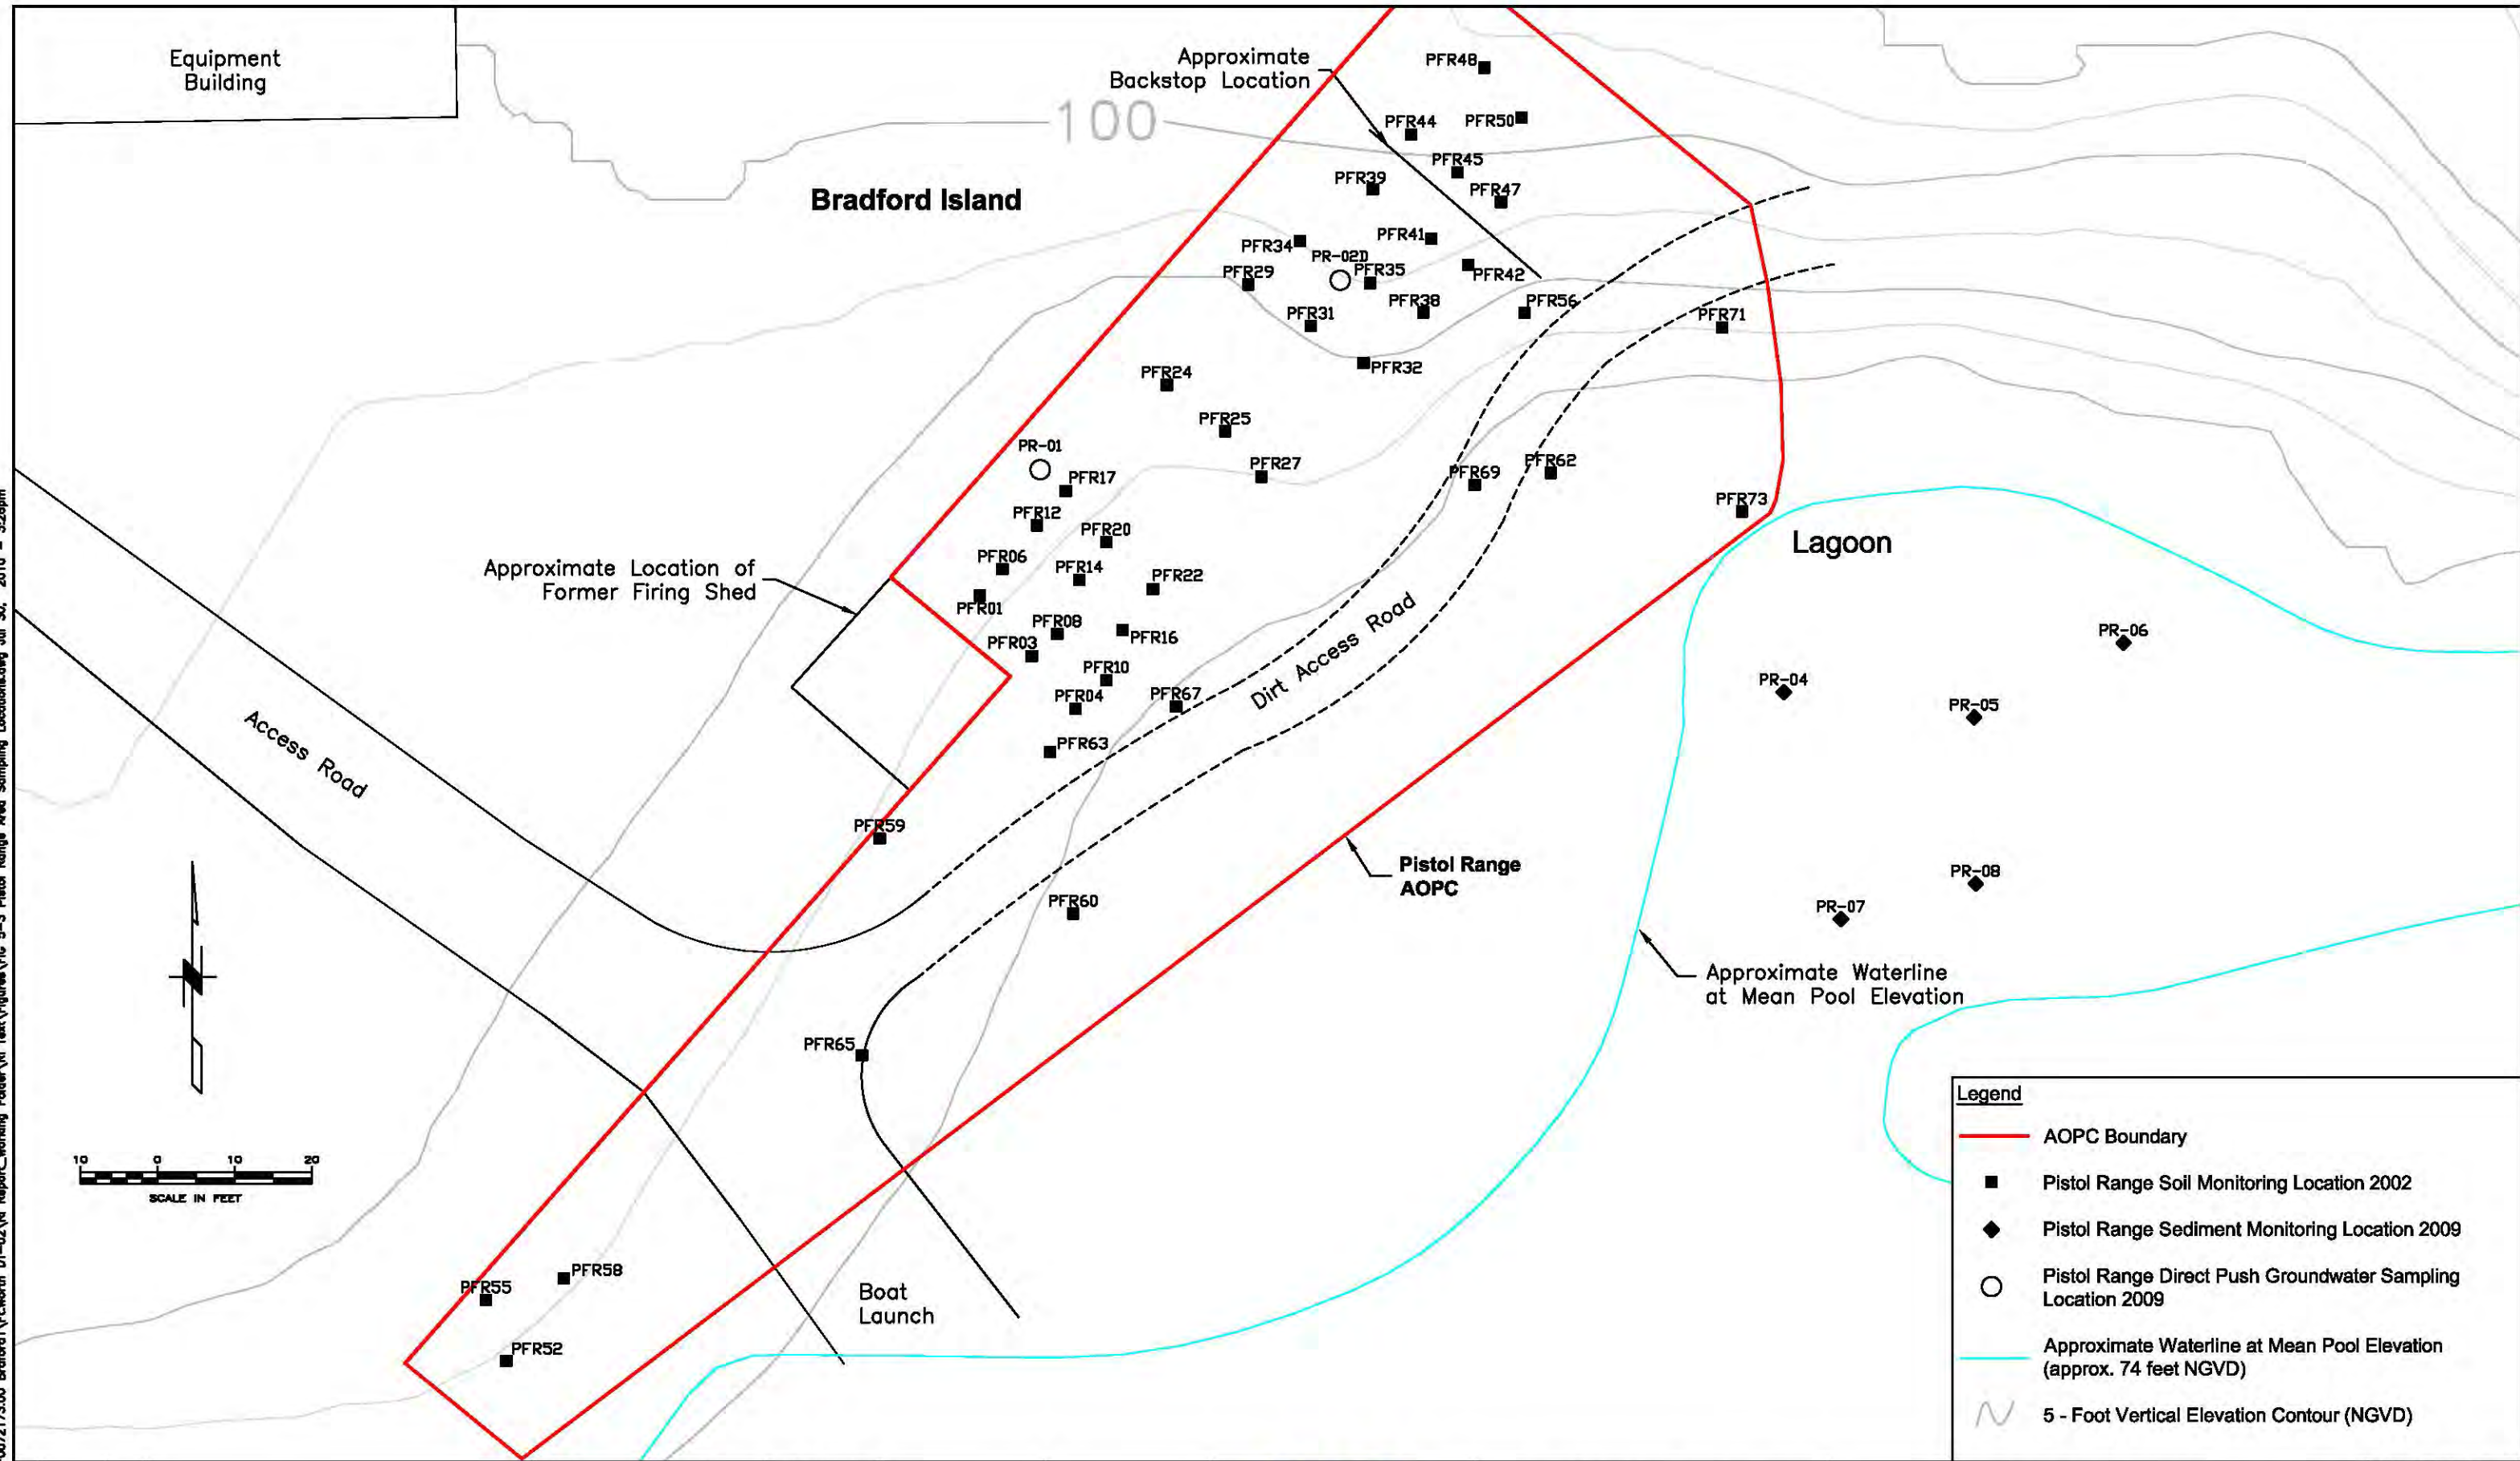 Equipment
Building
Approximate
Backstop Location
100
Bradford Island
PFR48
PFR44
PFR50
PFR45
PFR39
PFR47
PFR34
PFR41
PR-02D
PFR29
PFR35
PFR42
PFR31
PFR38
PFR56
PFR71
PFR32
PFR24
PFR25
PR-01
PFR17
PFR27
PFR69
PFR62
PFR73
PFR12
PFR20
Lagoon
Approximate Location of
Former Firing Shed
PFR06
PFR14
PFR22
PFR01
PFR08
PFR16
PFR03
PFR10
PFR04
PFR67
Dirt Access Road
PR-06
PR-04
PR-05
PFR63
Access Road
PFR59
Pistol Range
AOPC
PFR60
PR-08
PR-07
Approximate Waterline
at Mean Pool Elevation
PFR65
10 0 10 20
SCALE IN FEET
PFR58
PFR55
PFR52
Boat
Launch
Legend
AOPC Boundary
Pistol Range Soil Monitoring Location 2002
Pistol Range Sediment Monitoring Location 2009
Pistol Range Direct Push Groundwater Sampling
Location 2009
Approximate Waterline at Mean Pool Elevation
(approx. 74 feet NGVD)
5 - Foot Vertical Elevation Contour (NGVD)